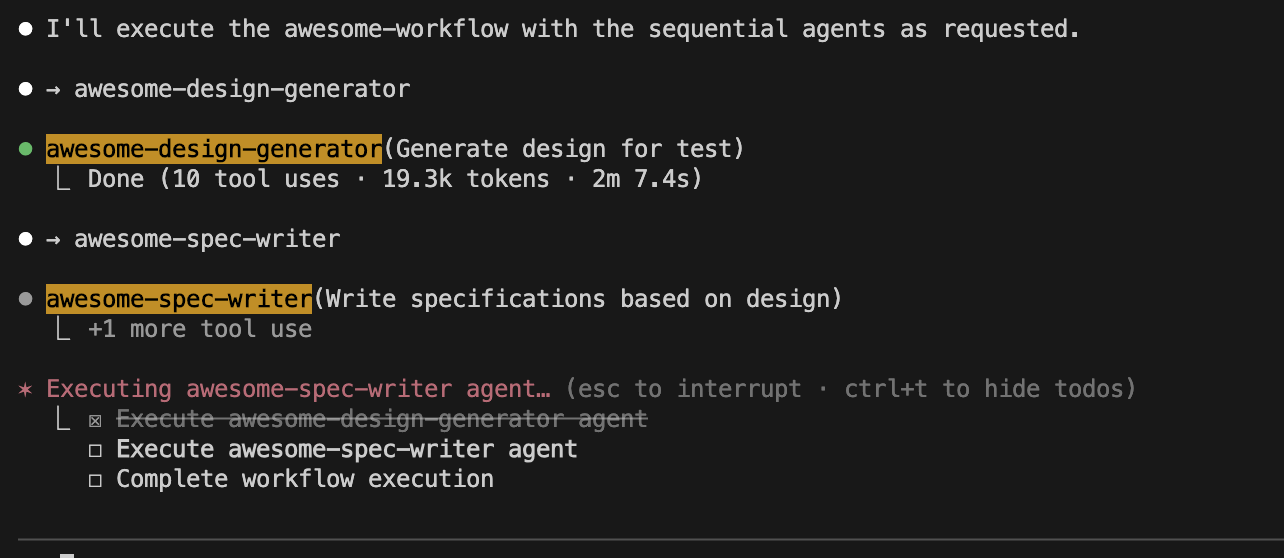 ● I'll execute the awesome-workflow with the sequential agents as requested.
● → awesome-design-generator
● awesome-design-generator(Generate design for test)
⎿ Done (10 tool uses · 19.3k tokens · 2m 7.4s)
● → awesome-spec-writer
● awesome-spec-writer(Write specifications based on design)
⎿ +1 more tool use
✶ Executing awesome-spec-writer agent… (esc to interrupt · ctrl+t to hide todos)
⎿ ☒ Execute awesome-design-generator agent
☐ Execute awesome-spec-writer agent
☐ Complete workflow execution